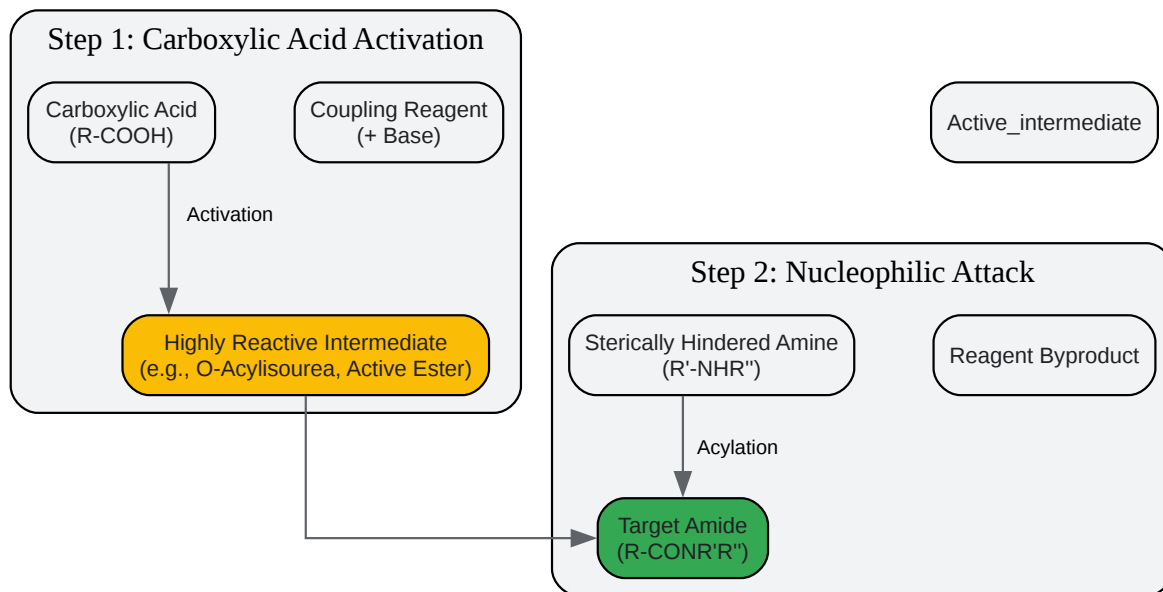 Step 1: Carboxylic Acid Activation
Carboxylic Acid
(R-COOH)
Coupling Reagent
(+ Base)
Active_intermediate
Activation
Highly Reactive Intermediate
(e.g., O-Acylisourea, Active Ester)
Step 2: Nucleophilic Attack
Sterically Hindered Amine
(R'-NHR'')
Reagent Byproduct
Acylation
Target Amide
(R-CONR'R'')